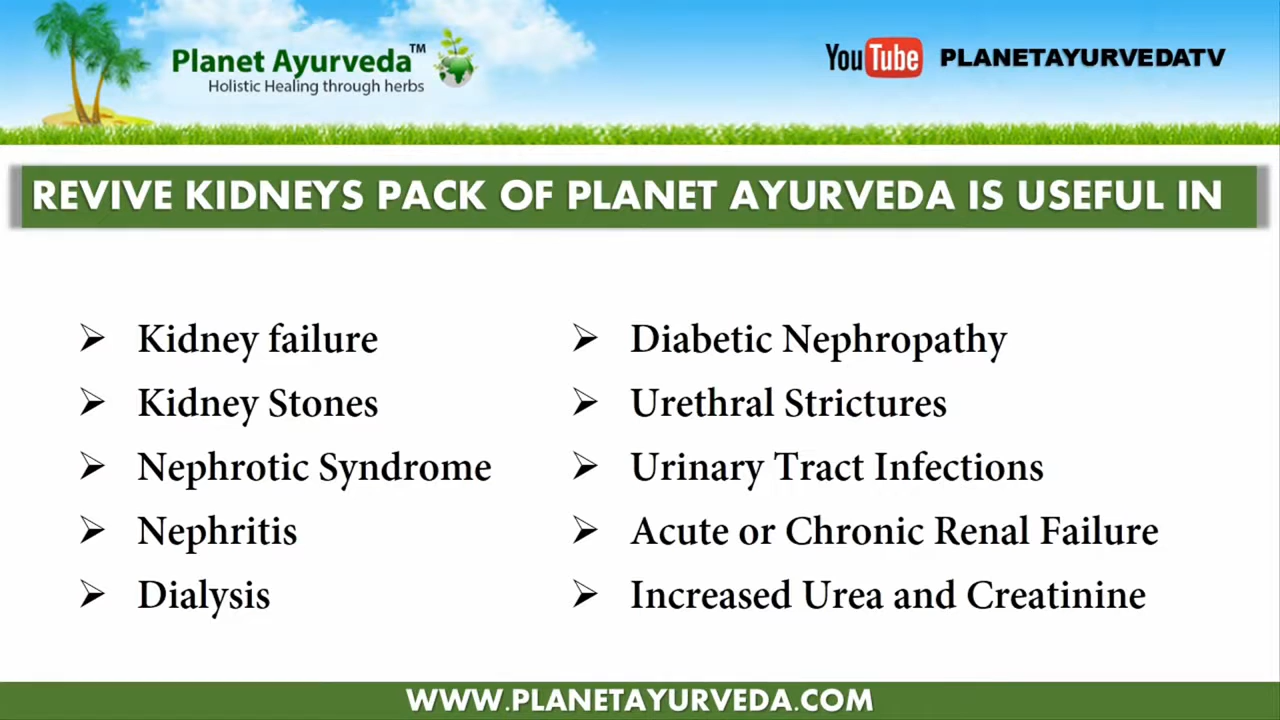 Planet Ayurveda™
Holistic Healing through herbs
YouTube PLANETAYURVEDATV
REVIVE KIDNEYS PACK OF PLANET AYURVEDA IS USEFUL IN
➢ Kidney failure
➢ Kidney Stones
➢ Nephrotic Syndrome
➢ Nephritis
➢ Dialysis
➢ Diabetic Nephropathy
➢ Urethral Strictures
➢ Urinary Tract Infections
➢ Acute or Chronic Renal Failure
➢ Increased Urea and Creatinine
WWW.PLANETAYURVEDA.COM